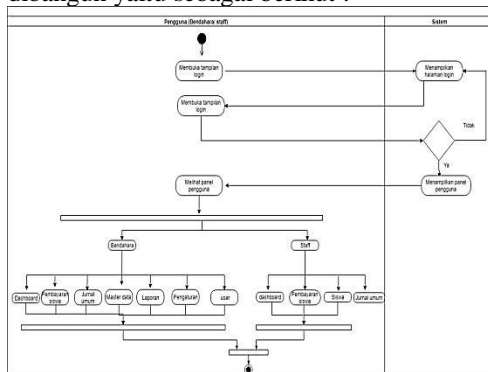 dibangun yaitu sebagai berikut :
Pengguna (Bendahara/ staff)
Sistem
Membuka tampilan
login
Menampilkan
halaman login
Membuka tampilan
login
Tidak
Ya
Melihat panel
pengguna
Menampilkan panel
pengguna
Bendahara
Staff
Dashboard
Pembayaran
siswa
Jurnal
umum
Master data
Laporan
Pengaturan
user
dashboard
Pembayaran
siswa
Siswa
Jurnal umum